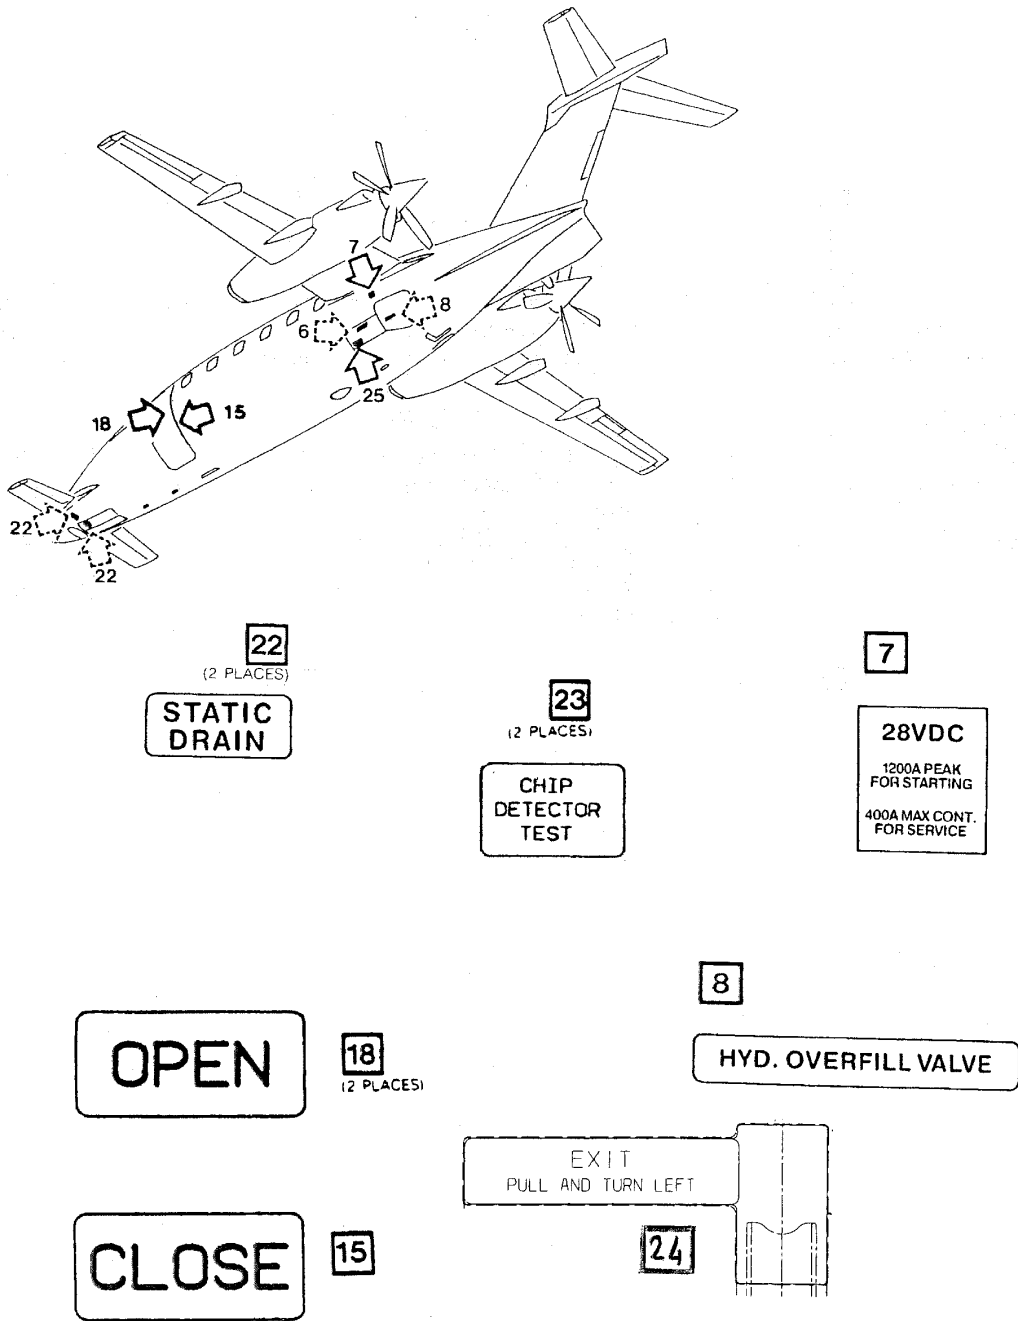 7
8
6
25
18
15
22
22
22
(2 PLACES)
STATIC
DRAIN
23
(2 PLACES)
CHIP
DETECTOR
TEST
7
28VDC
1200A PEAK
FOR STARTING
400A MAX CONT.
FOR SERVICE
8
HYD. OVERFILL VALVE
OPEN
18
(2 PLACES)
EXIT
PULL AND TURN LEFT
24
CLOSE
15